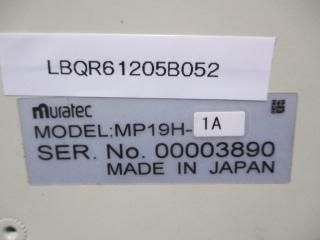 LBQR61205B052
muratec
MODEL:MP19H-1A
SER. No. 00003890
MADE IN JAPAN